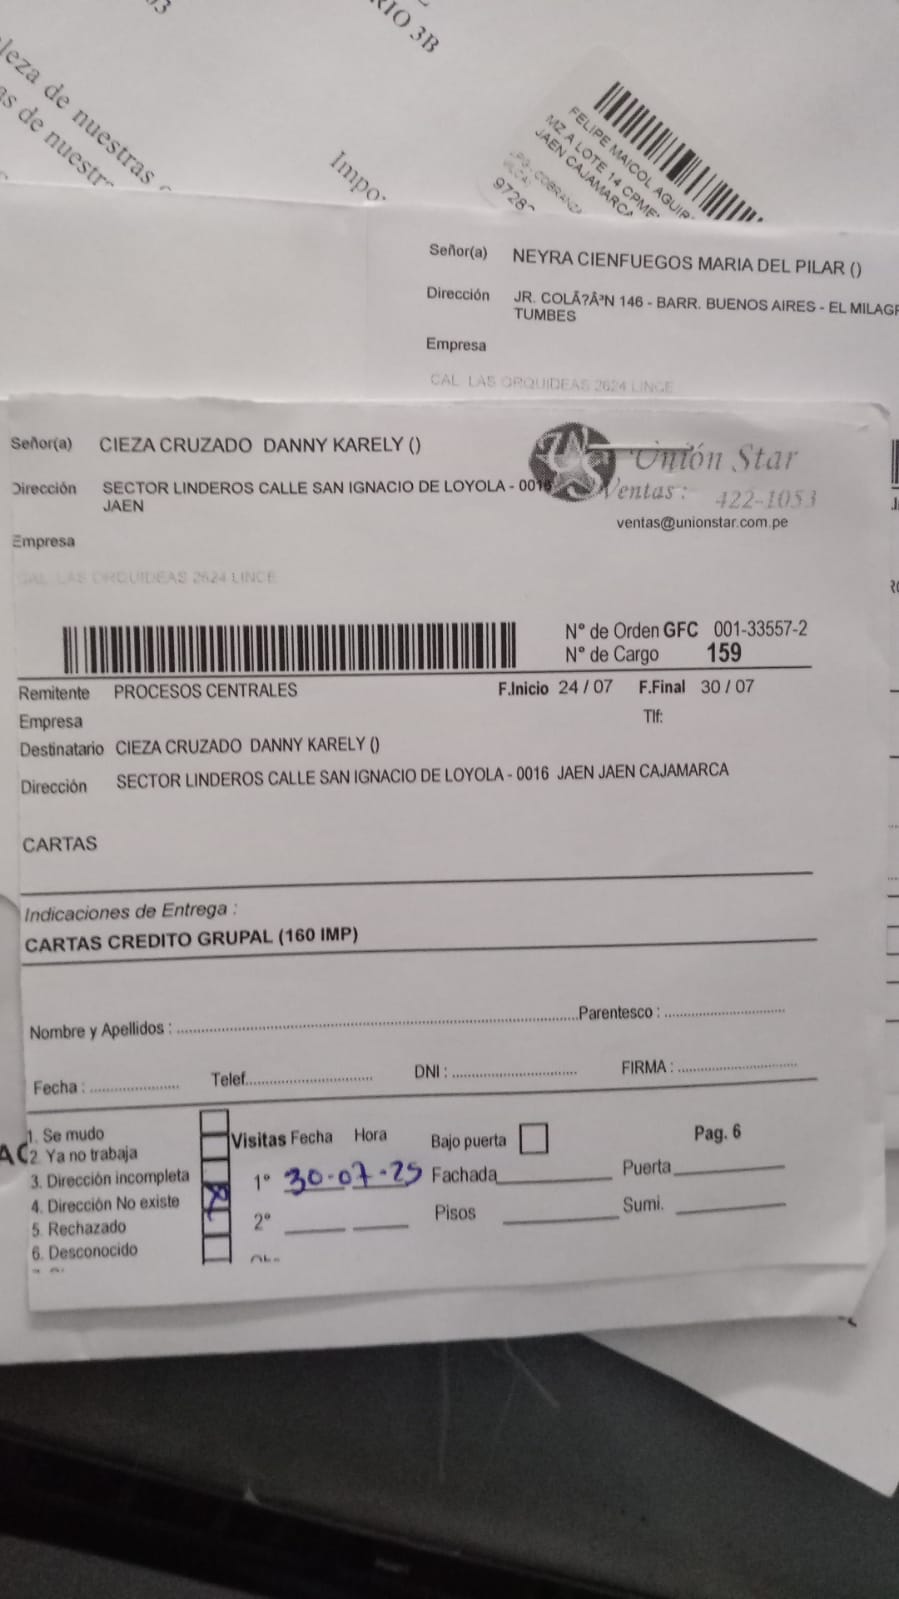 RIO 3B
leza de nuestras
as de nuestr
Impo
FELIPE MAICOL AGUIR
MZ.A LOTE 14 CPME
JAEN CAJAMARCA
COBRANZA
9728
Señor(a) NEYRA CIENFUEGOS MARIA DEL PILAR ()
Dirección JR. COLÃ?Â³N 146 - BARR. BUENOS AIRES - EL MILAGR
TUMBES
Empresa
CAL LAS ORQUIDEAS 2624 LINCE
Señor(a) CIEZA CRUZADO DANNY KARELY ()
Dirección SECTOR LINDEROS CALLE SAN IGNACIO DE LOYOLA - 0016
JAEN
Empresa
CAL LAS ORQUIDEAS 2624 LINCE
Unión Star
Ventas: 422-1053
ventas@unionstar.com.pe
N° de Orden GFC 001-33557-2
N° de Cargo 159
Remitente PROCESOS CENTRALES F.Inicio 24 / 07 F.Final 30 / 07
Empresa Tlf:
Destinatario CIEZA CRUZADO DANNY KARELY ()
Dirección SECTOR LINDEROS CALLE SAN IGNACIO DE LOYOLA - 0016 JAEN JAEN CAJAMARCA
CARTAS
Indicaciones de Entrega :
CARTAS CREDITO GRUPAL (160 IMP)
Nombre y Apellidos : Parentesco :
Fecha : Telef. DNI : FIRMA :
1. Se mudo
2. Ya no trabaja
3. Dirección incompleta
4. Dirección No existe
5. Rechazado
6. Desconocido
Visitas Fecha Hora Bajo puerta Pag. 6
1° 30-07-25 Fachada Puerta
2° Pisos Sumi.